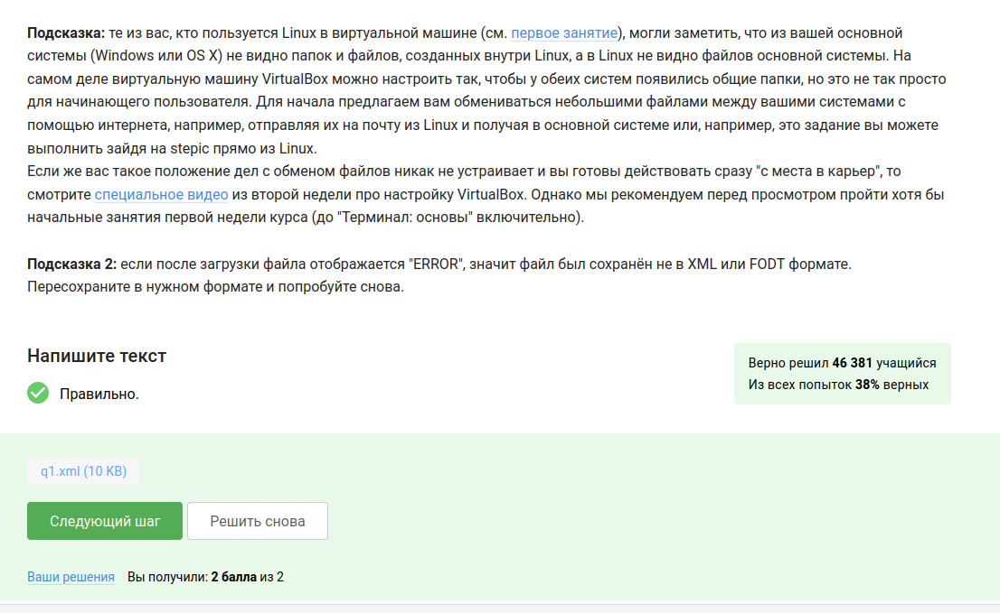 Подсказка: те из вас, кто пользуется Linux в виртуальной машине (см. первое занятие), могли заметить, что из вашей основной
системы (Windows или OS X) не видно папок и файлов, созданных внутри Linux, а в Linux не видно файлов основной системы. На
самом деле виртуальную машину VirtualBox можно настроить так, чтобы у обеих систем появились общие папки, но это не так просто
для начинающего пользователя. Для начала предлагаем вам обмениваться небольшими файлами между вашими системами с
помощью интернета, например, отправляя их на почту из Linux и получая в основной системе или, например, это задание вы можете
выполнить зайдя на stepic прямо из Linux.
Если же вас такое положение дел с обменом файлов никак не устраивает и вы готовы действовать сразу "с места в карьер", то
смотрите специальное видео из второй недели про настройку VirtualBox. Однако мы рекомендуем перед просмотром пройти хотя бы
начальные занятия первой недели курса (до "Терминал: основы" включительно).
Подсказка 2: если после загрузки файла отображается "ERROR", значит файл был сохранён не в XML или FODT формате.
Пересохраните в нужном формате и попробуйте снова.
Напишите текст
Правильно.
Верно решил 46 381 учащийся
Из всех попыток 38% верных
q1.xml (10 KB)
Следующий шаг
Решить снова
Ваши решения Вы получили: 2 балла из 2